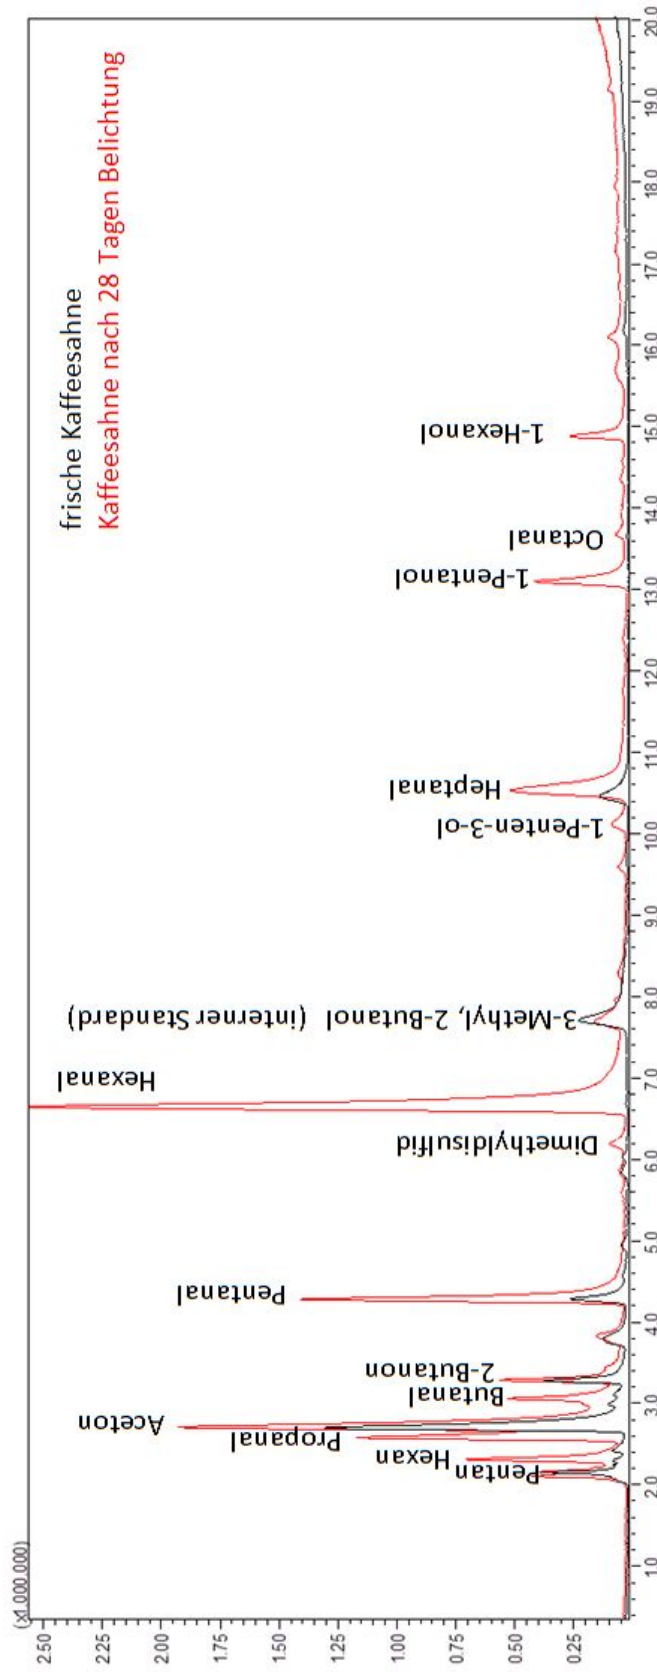 (x1.000.000)
2.50
2.25
2.00
1.75
1.50
1.25
1.00
0.75
0.50
0.25
frische Kaffeesahne
Kaffeesahne nach 28 Tagen Belichtung
Pentan
Hexan
Propanal
Aceton
Butanal
2-Butanon
Pentanal
Dimethyldisulfid
Hexanal
3-Methyl, 2-Butanol (interner Standard)
1-Penten-3-ol
Heptanal
1-Pentanol
Octanal
1-Hexanol
1.0 2.0 3.0 4.0 5.0 6.0 7.0 8.0 9.0 10.0 11.0 12.0 13.0 14.0 15.0 16.0 17.0 18.0 19.0 20.0